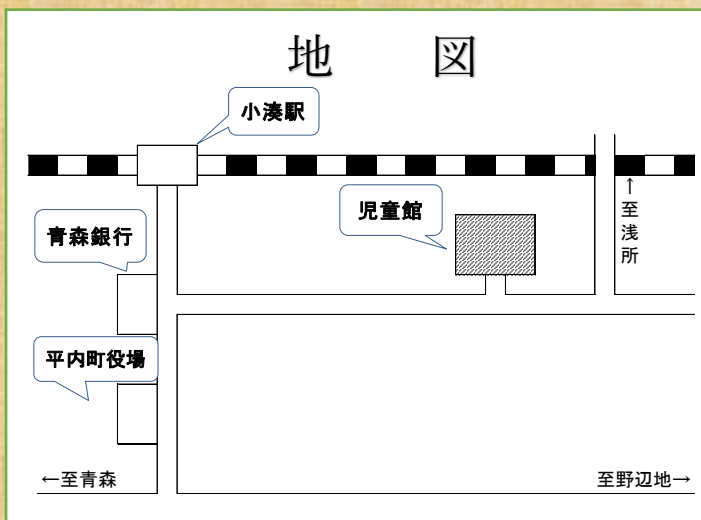 地 図
小湊駅
児童館
↑至浅所
青森銀行
平内町役場
←至青森
至野辺地→